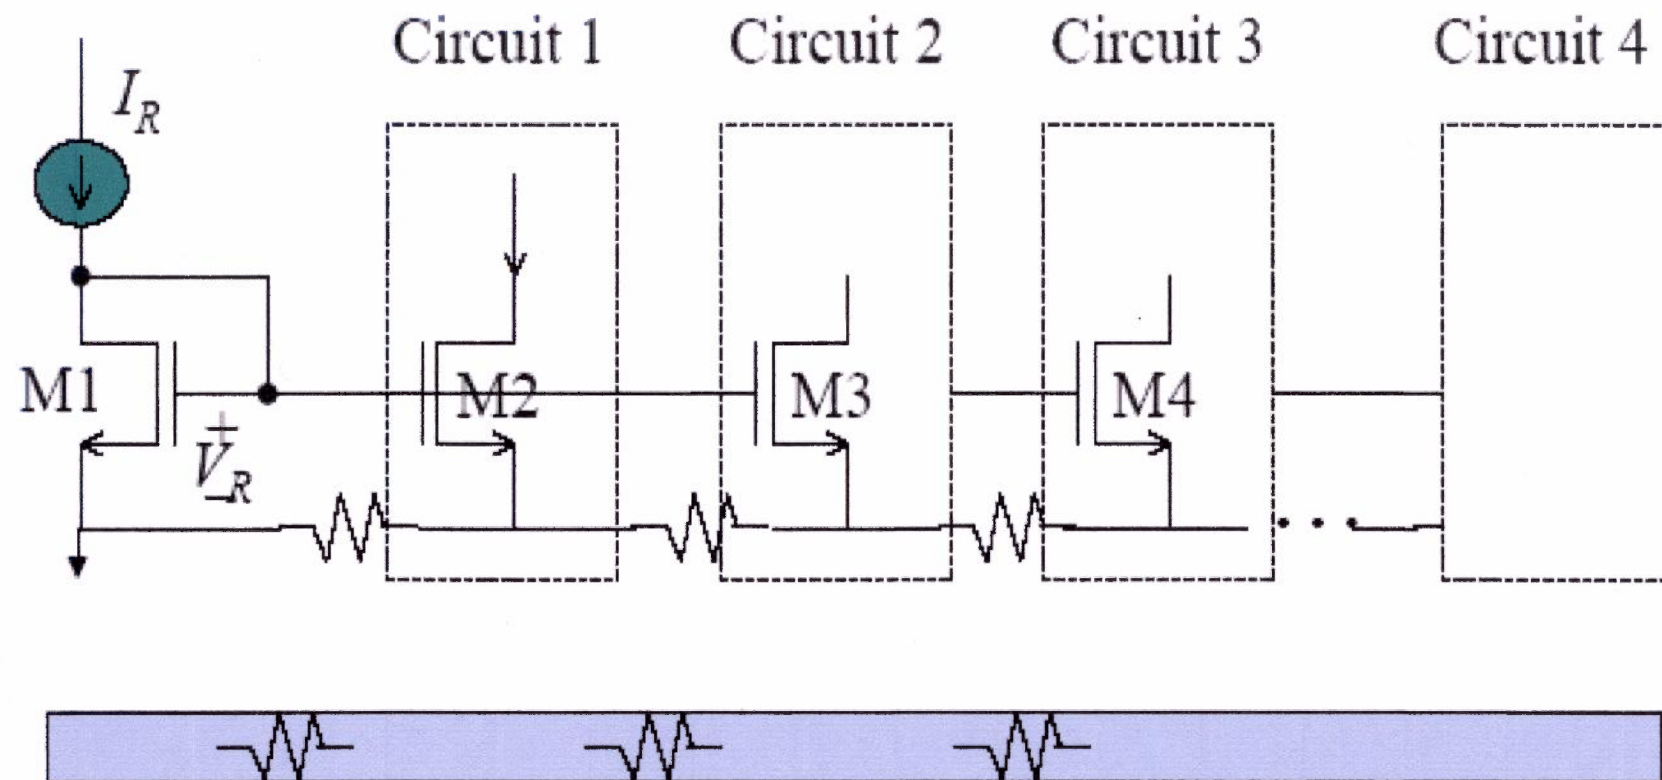 Circuit 1 Circuit 2 Circuit 3 Circuit 4
I_R
M1 M2 M3 M4
+
V_R
−